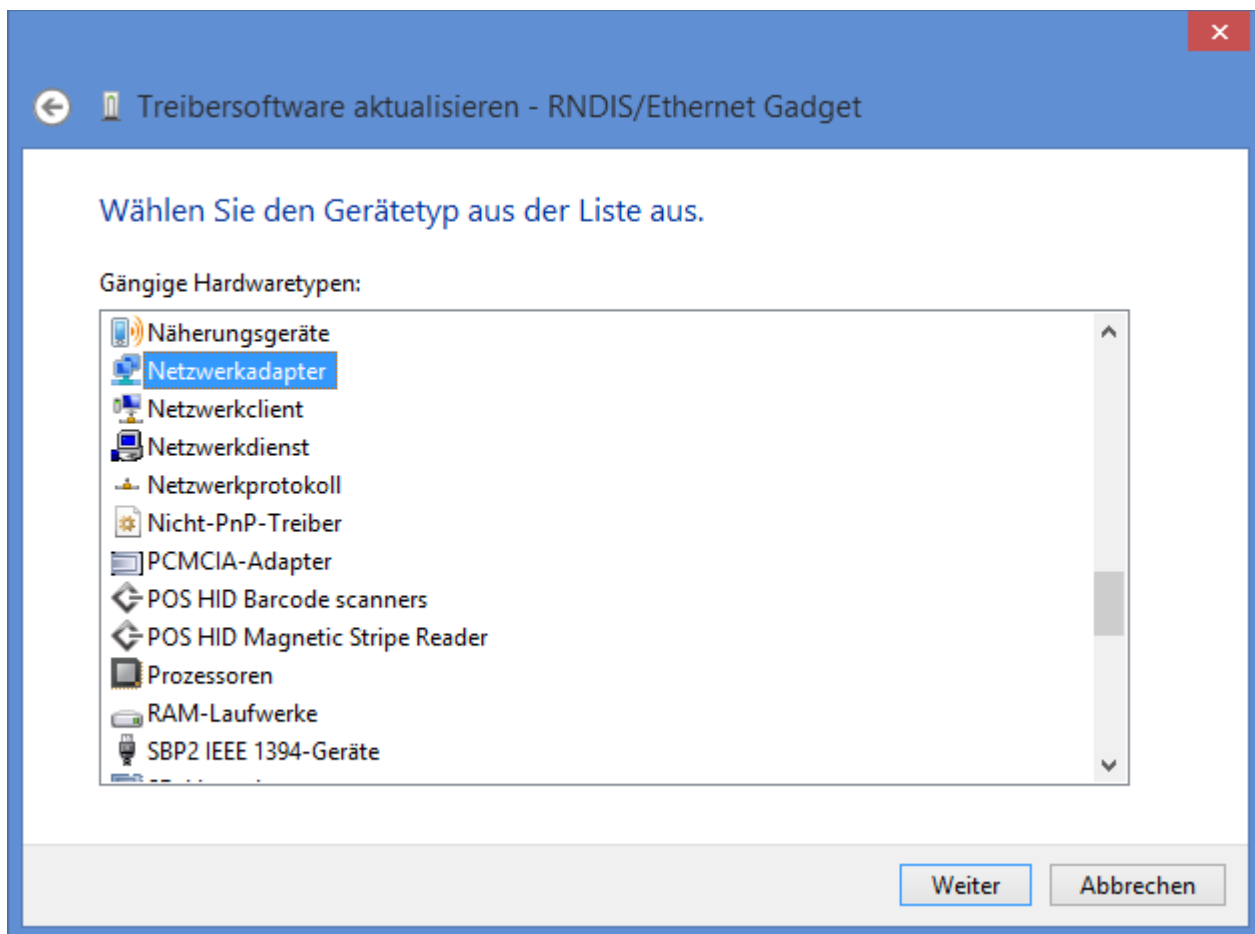 Treibersoftware aktualisieren - RNDIS/Ethernet Gadget
Wählen Sie den Gerätetyp aus der Liste aus.
Gängige Hardwaretypen:
Näherungsgeräte
Netzwerkadapter
Netzwerkclient
Netzwerkdienst
Netzwerkprotokoll
Nicht-PnP-Treiber
PCMCIA-Adapter
POS HID Barcode scanners
POS HID Magnetic Stripe Reader
Prozessoren
RAM-Laufwerke
SBP2 IEEE 1394-Geräte
Weiter
Abbrechen